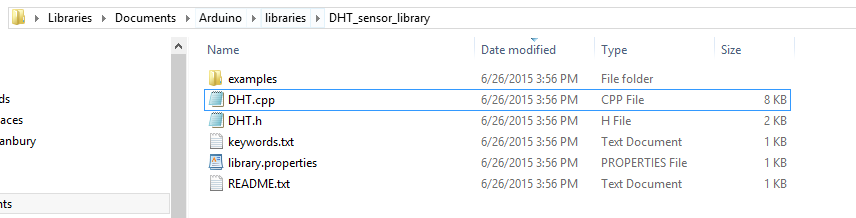 Libraries Documents Arduino libraries DHT_sensor_library
Name Date modified Type Size
examples 6/26/2015 3:56 PM File folder
ds DHT.cpp 6/26/2015 3:56 PM CPP File 8 KB
aces DHT.h 6/26/2015 3:56 PM H File 2 KB
anbury keywords.txt 6/26/2015 3:56 PM Text Document 1 KB
library.properties 6/26/2015 3:56 PM PROPERTIES File 1 KB
README.txt 6/26/2015 3:56 PM Text Document 1 KB
nts